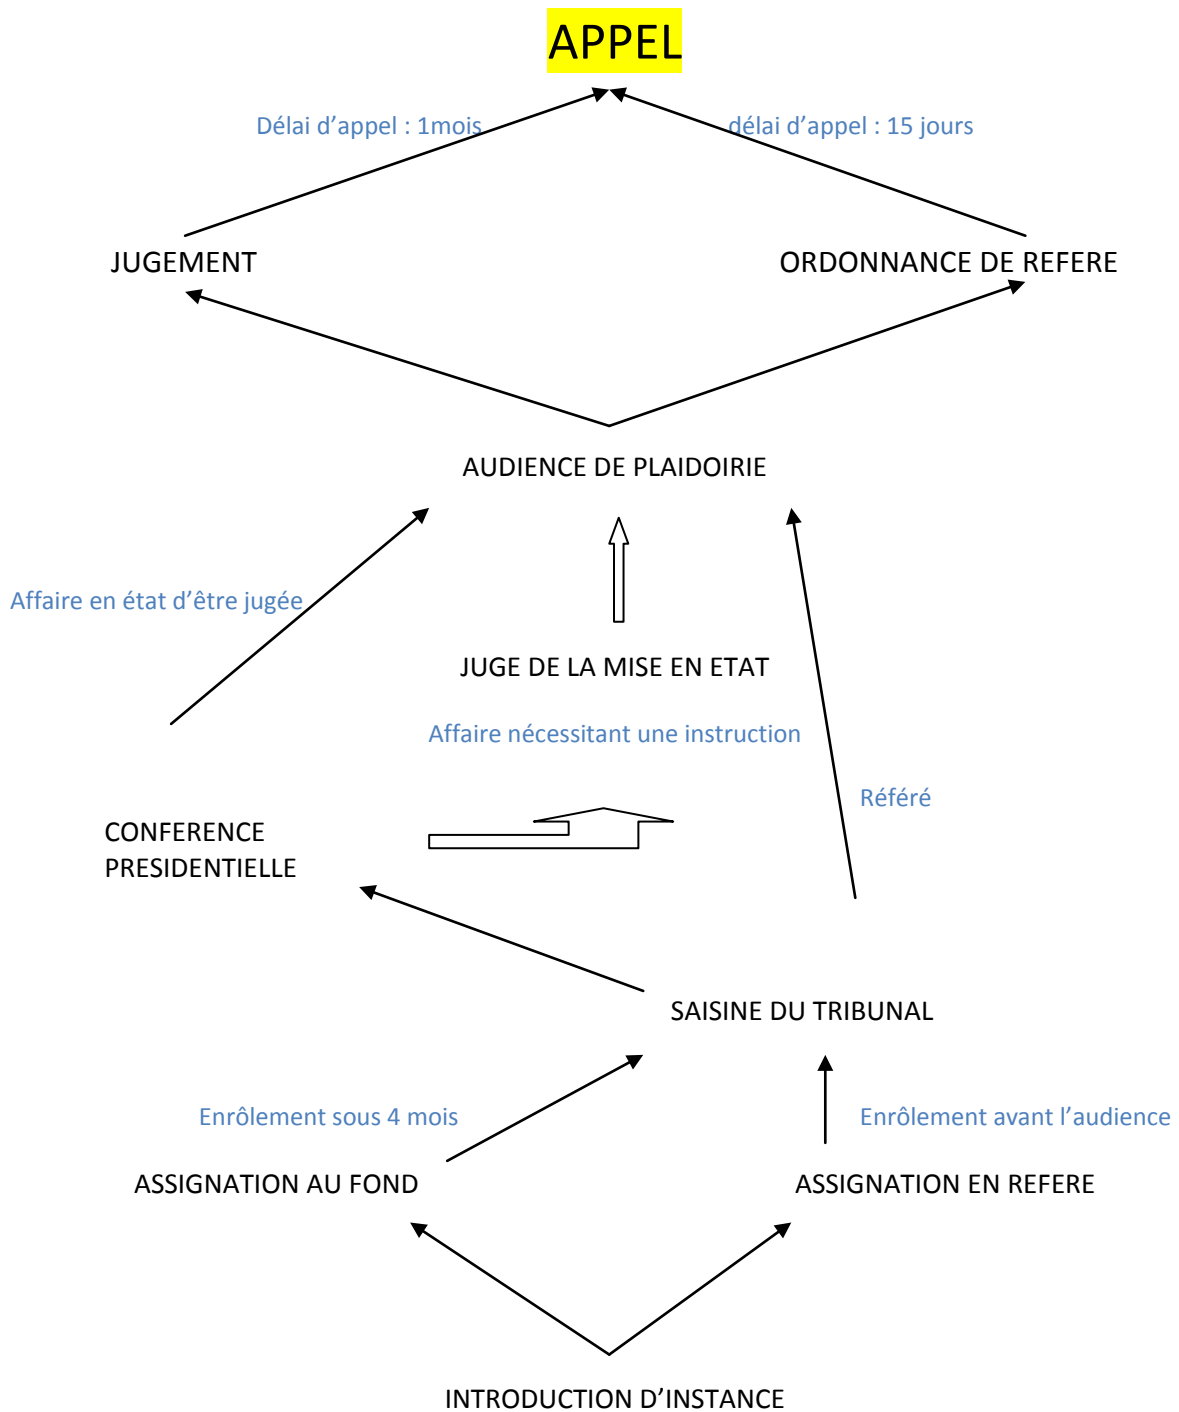 APPEL
Délai d’appel : 1mois
délai d’appel : 15 jours
JUGEMENT
ORDONNANCE DE REFERE
AUDIENCE DE PLAIDOIRIE
Affaire en état d’être jugée
JUGE DE LA MISE EN ETAT
Affaire nécessitant une instruction
Référé
CONFERENCE
PRESIDENTIELLE
SAISINE DU TRIBUNAL
Enrôlement sous 4 mois
Enrôlement avant l’audience
ASSIGNATION AU FOND
ASSIGNATION EN REFERE
INTRODUCTION D’INSTANCE